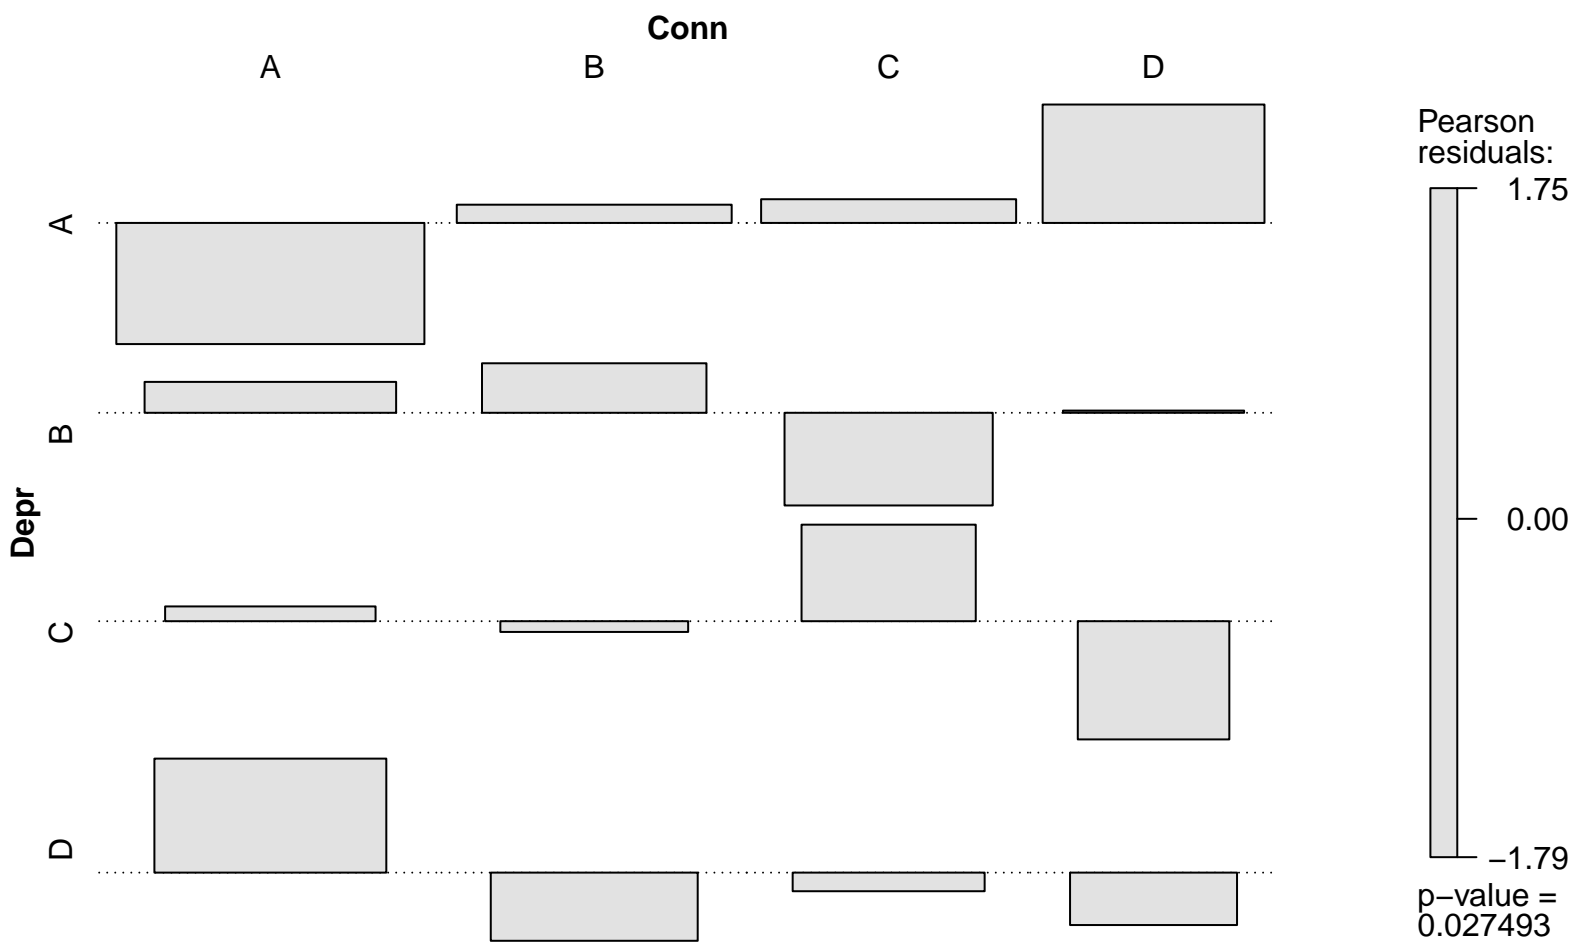 Conn
A
B
C
D
Depr
A
B
C
D
Pearson
residuals:
1.75
0.00
−1.79
p−value =
0.027493